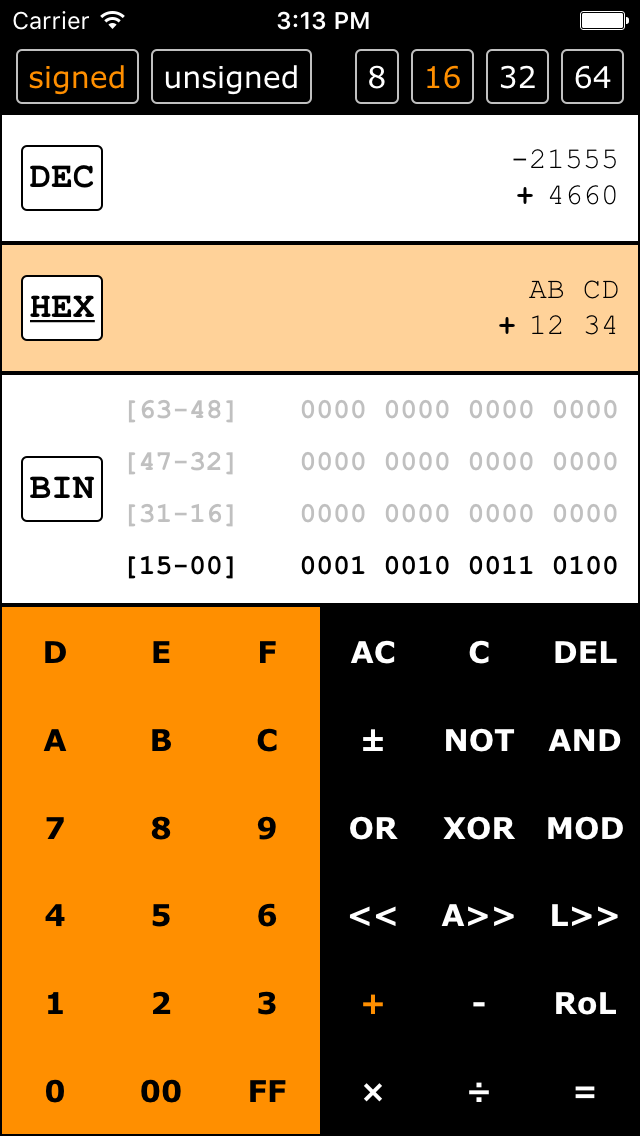 Carrier 3:13 PM
signed unsigned 8 16 32 64
DEC -21555
+ 4660
HEX AB CD
+ 12 34
[63-48] 0000 0000 0000 0000
[47-32] 0000 0000 0000 0000
BIN
[31-16] 0000 0000 0000 0000
[15-00] 0001 0010 0011 0100
D E F AC C DEL
A B C ± NOT AND
7 8 9 OR XOR MOD
4 5 6 << A>> L>>
1 2 3 + - RoL
0 00 FF × ÷ =